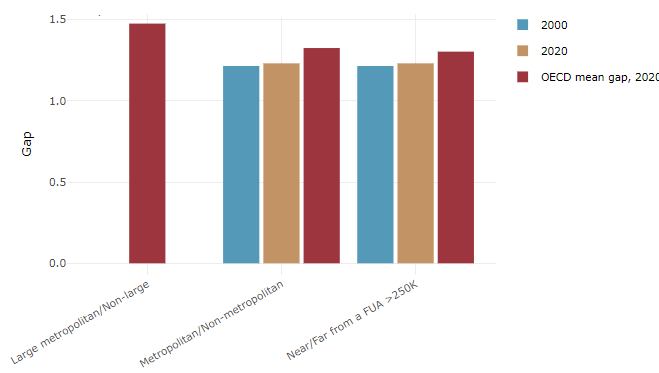 1.5
1.0
0.5
0.0
Gap
Large metropolitan/Non-large
Metropolitan/Non-metropolitan
Near/Far from a FUA >250K
2000
2020
OECD mean gap, 2020